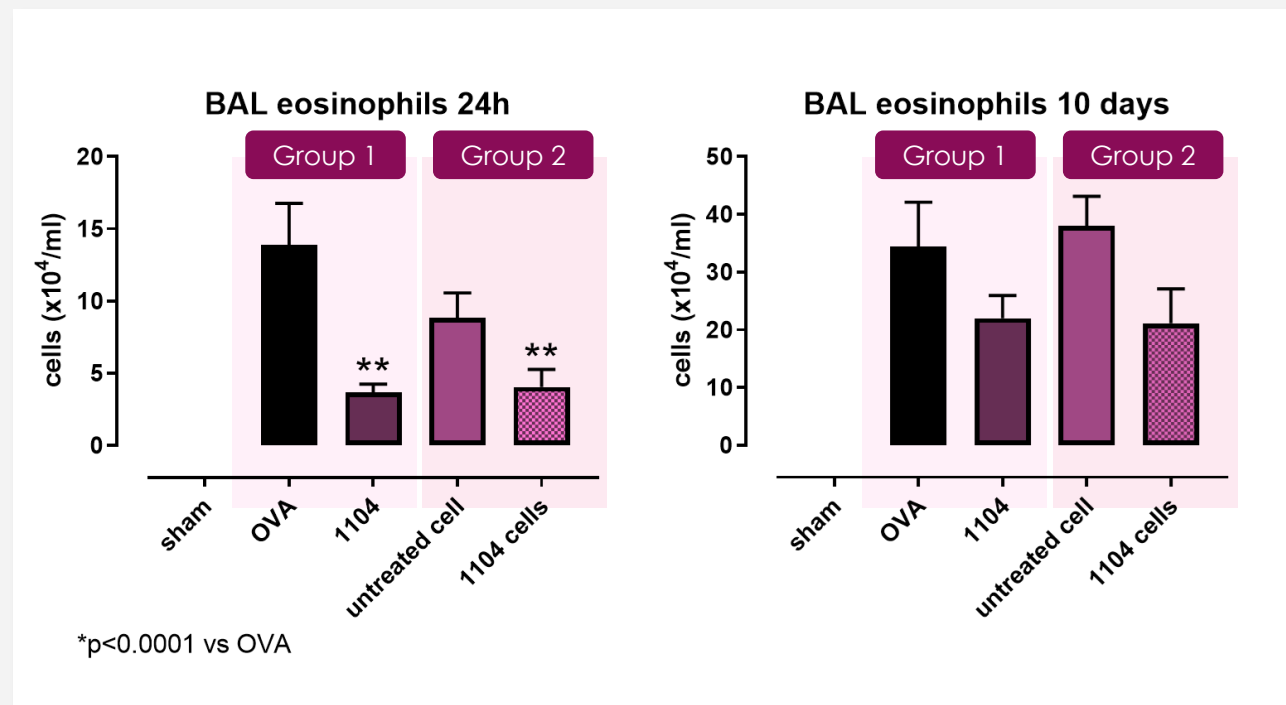 BAL eosinophils 24h
Group 1
Group 2
cells (x10⁴/ml)
20
15
10
5
0
**
**
sham
OVA
1104
untreated cell
1104 cells
*p<0.0001 vs OVA
BAL eosinophils 10 days
Group 1
Group 2
cells (x10⁴/ml)
50
40
30
20
10
0
sham
OVA
1104
untreated cell
1104 cells